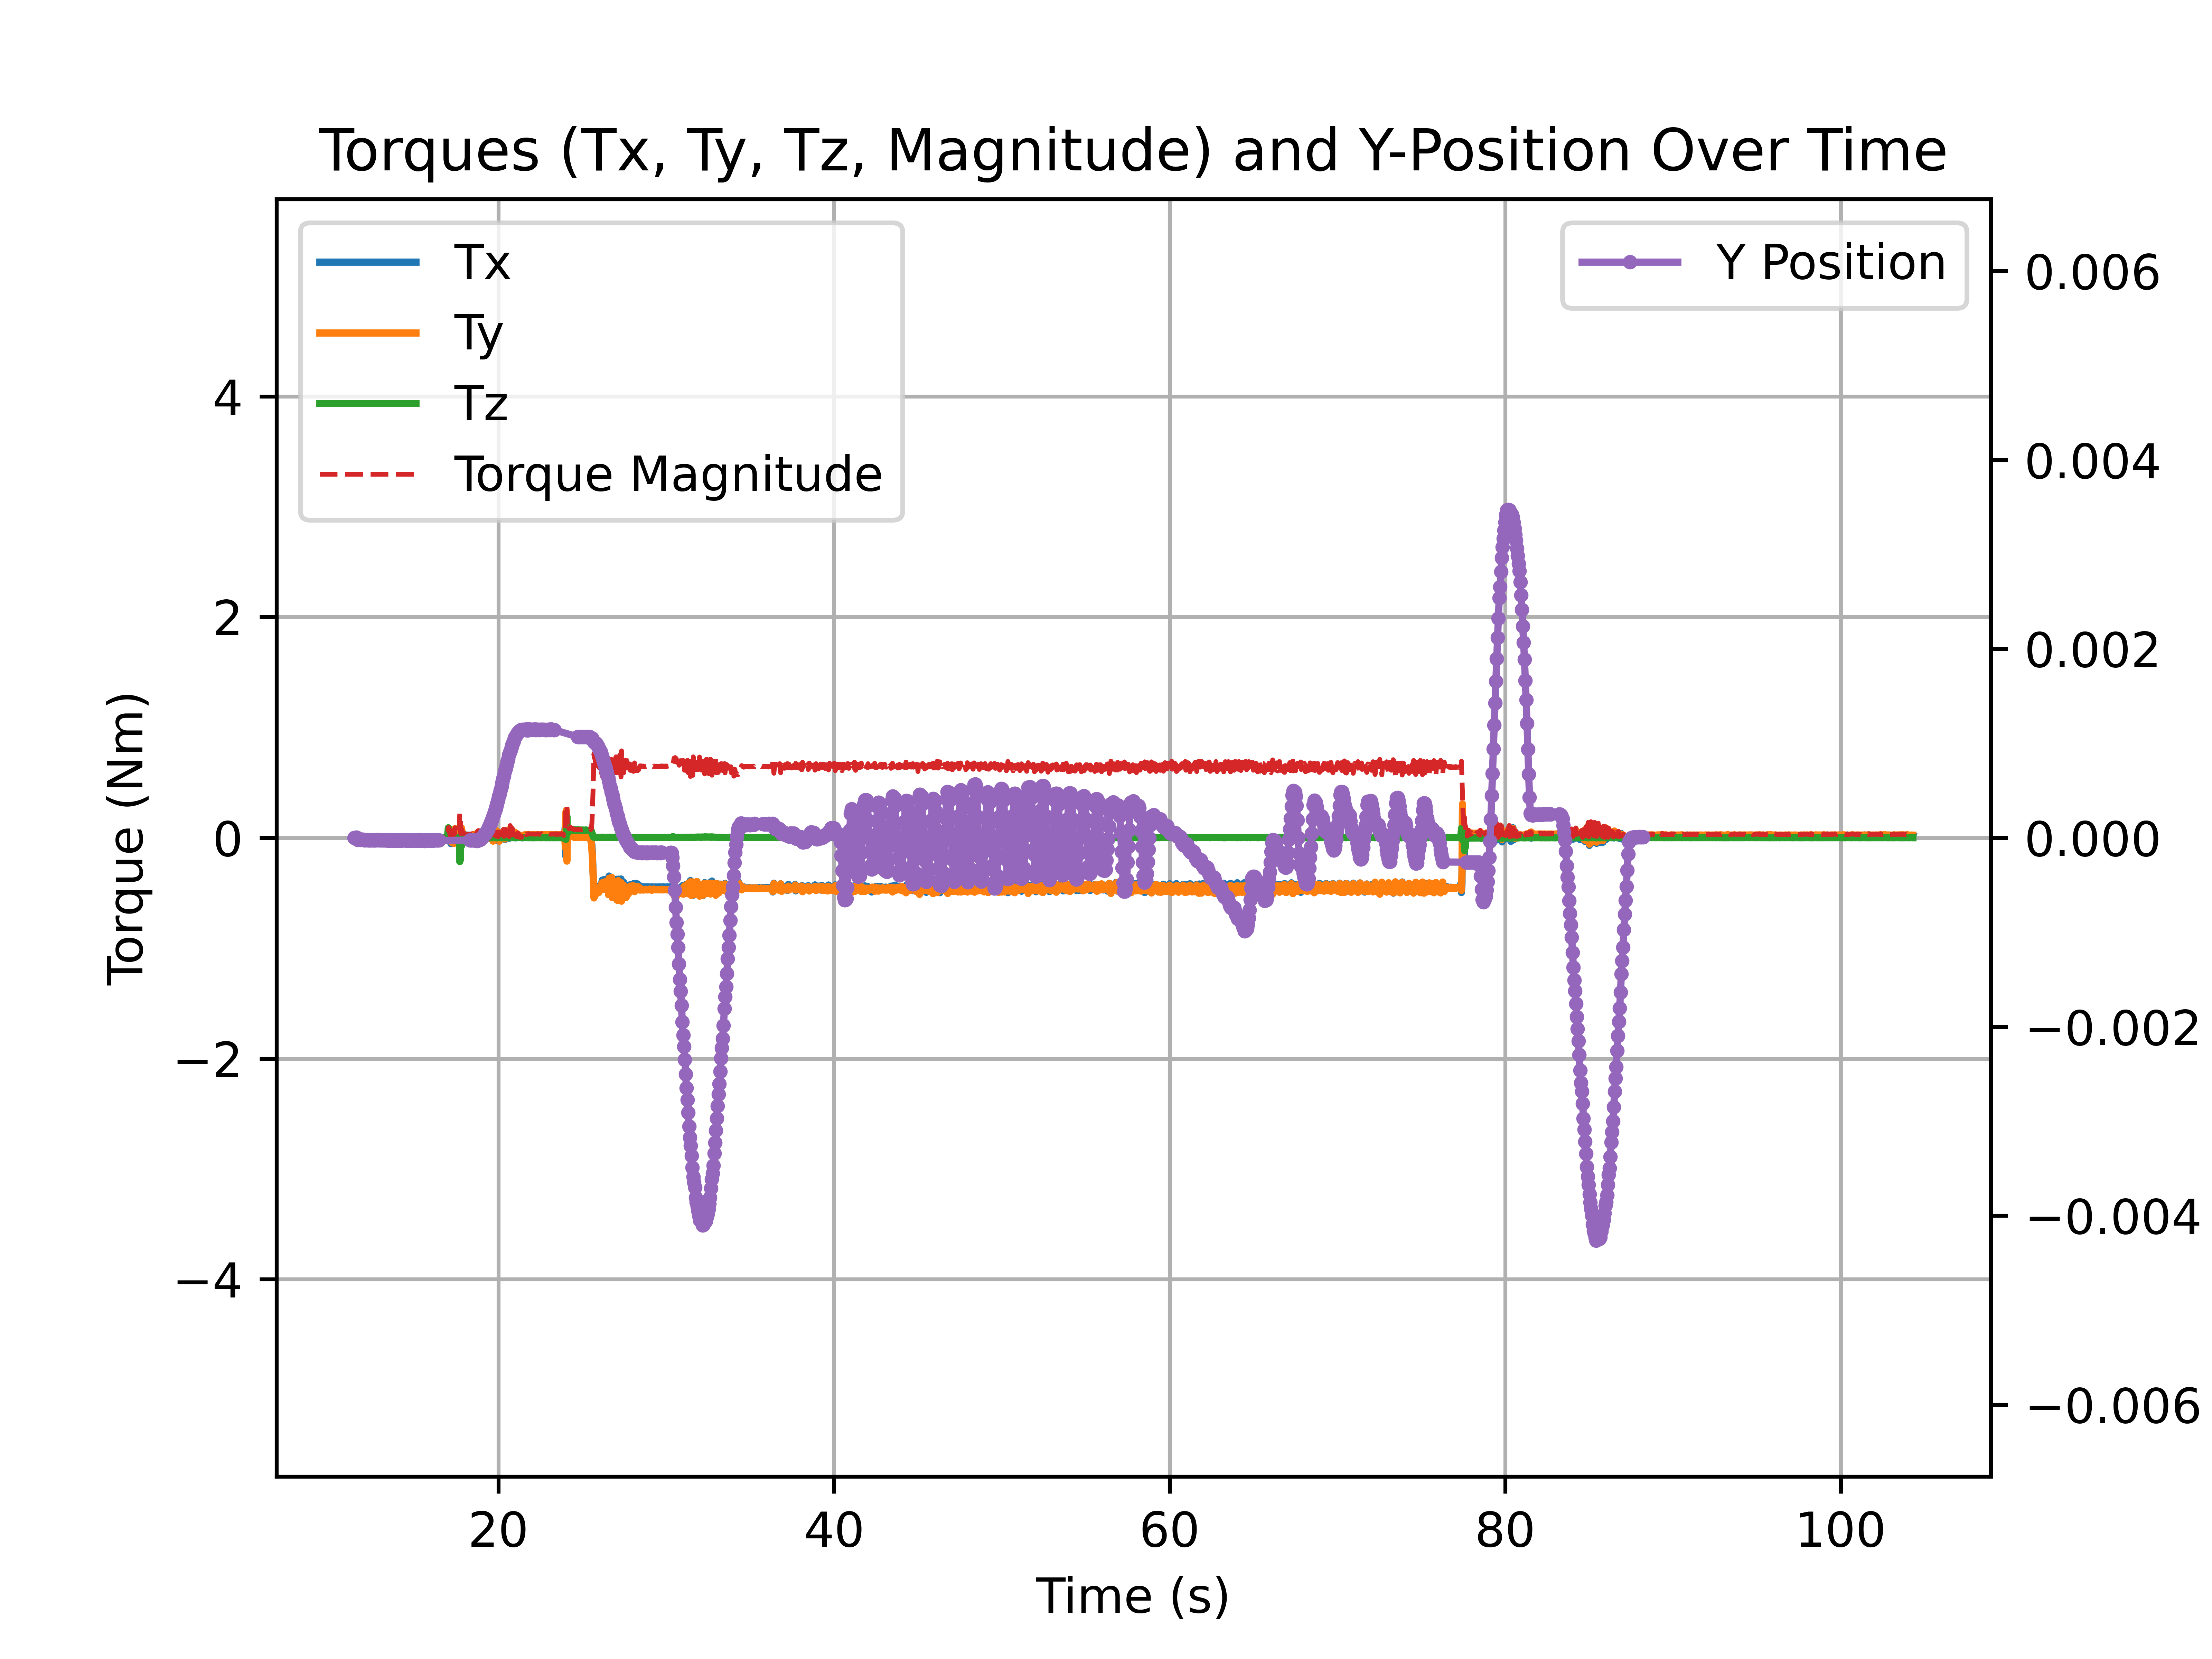 Torques (Tx, Ty, Tz, Magnitude) and Y-Position Over Time
Tx
Ty
Tz
Torque Magnitude
Y Position
4
2
0
−2
−4
Torque (Nm)
0.006
0.004
0.002
0.000
−0.002
−0.004
−0.006
20
40
60
80
100
Time (s)